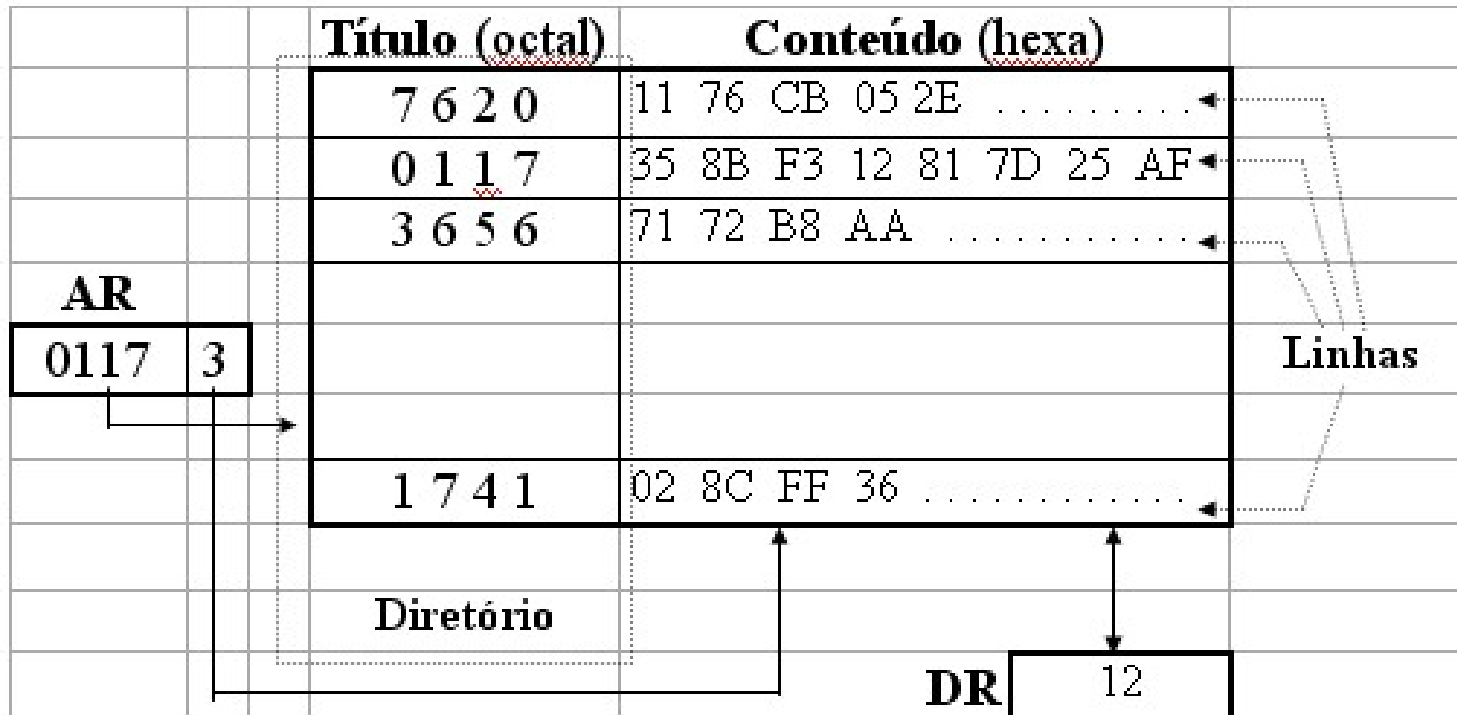 Título (octal) Conteúdo (hexa)
7 6 2 0 11 76 CB 05 2E . . . . . . . . .
0 1 1 7 35 8B F3 12 81 7D 25 AF
3 6 5 6 71 72 B8 AA . . . . . . . . . . .
AR
0117 3
Linhas
1 7 4 1 02 8C FF 36 . . . . . . . . . . . .
Diretório
DR 12